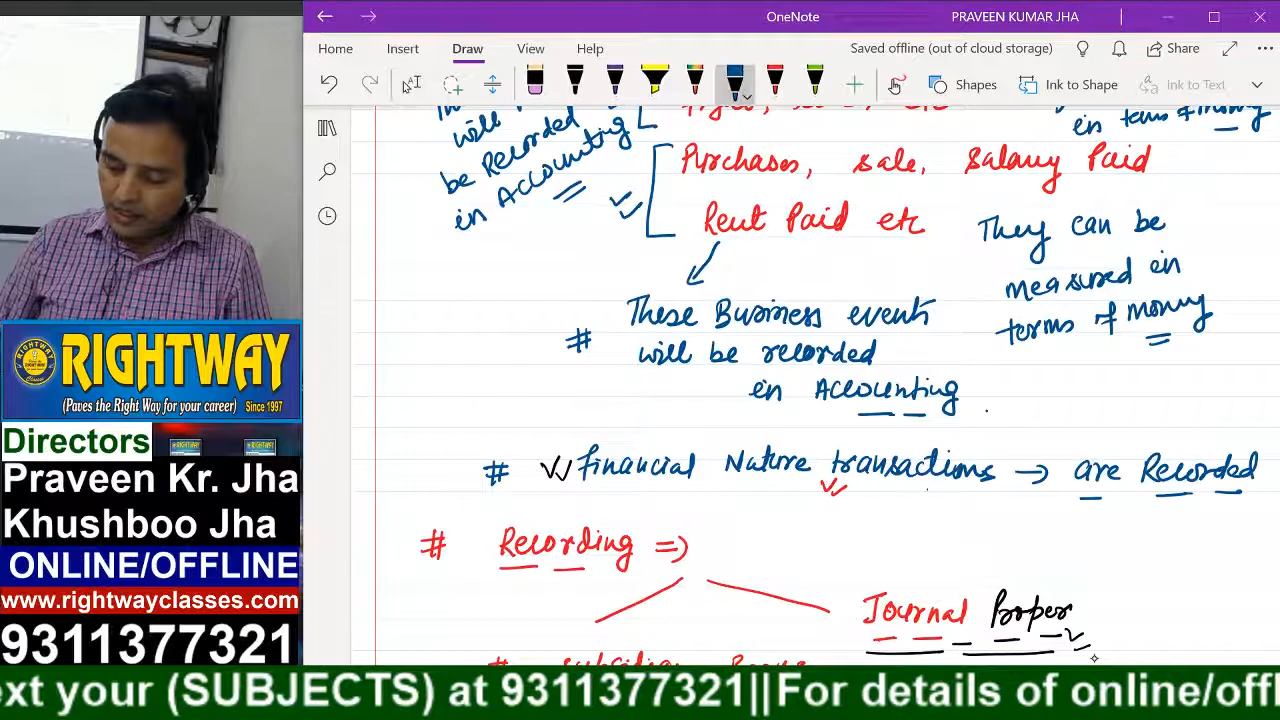 OneNote
PRAVEEN KUMAR JHA
Home Insert Draw View Help
Saved offline (out of cloud storage)
Share
Shapes
Ink to Shape
Ink to Text
will
be Recorded
in Accounting
in terms of money
Purchases, sale, Salary Paid
Rent Paid etc
They can be
measured in
terms of money
# These Business events
will be recorded
in Accounting
# Financial Nature transactions → are Recorded
# Recording =>
Journal Proper
#
RIGHTWAY
(Paves the Right Way for your career) Since 1997
Directors
Praveen Kr. Jha
Khushboo Jha
ONLINE/OFFLINE
www.rightwayclasses.com
9311377321
ext your (SUBJECTS) at 9311377321||For details of online/offl